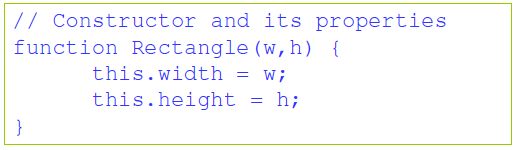 // Constructor and its properties
function Rectangle(w,h) {
      this.width = w;
      this.height = h;
}